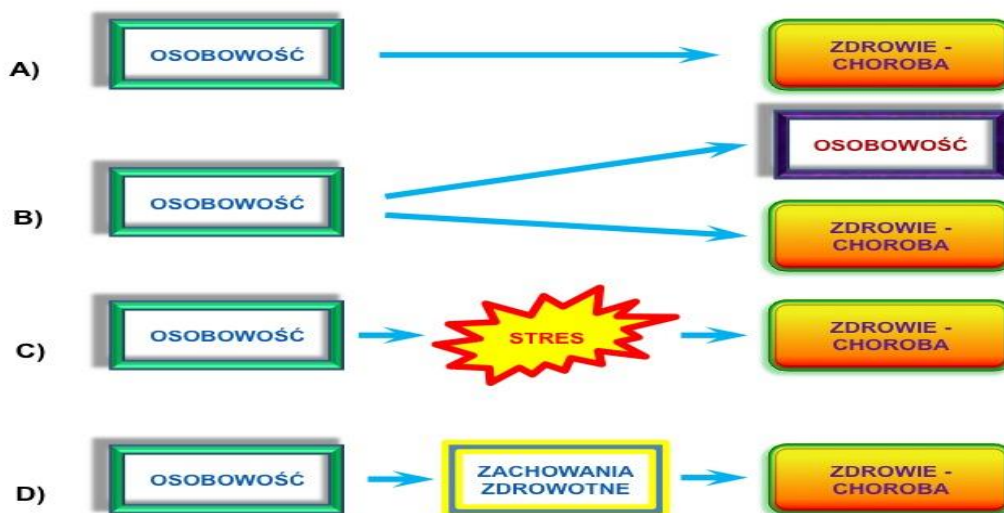 A)
OSOBOWOŚĆ
ZDROWIE -
CHOROBA
B)
OSOBOWOŚĆ
OSOBOWOŚĆ
ZDROWIE -
CHOROBA
C)
OSOBOWOŚĆ
STRES
ZDROWIE -
CHOROBA
D)
OSOBOWOŚĆ
ZACHOWANIA
ZDROWOTNE
ZDROWIE -
CHOROBA